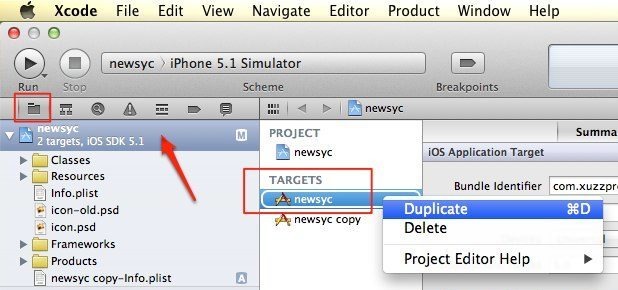 Xcode File Edit View Navigate Editor Product Window Help
newsyc iPhone 5.1 Simulator
Run Stop Scheme Breakpoints
newsyc
newsyc M
2 targets, iOS SDK 5.1
Classes
Resources
Info.plist
icon-old.psd
icon.psd
Frameworks
Products
newsyc copy-Info.plist A
PROJECT
newsyc
TARGETS
newsyc
newsyc copy
Summa
iOS Application Target
Bundle Identifier com.xuzzpro
Duplicate ⌘D
Delete
Project Editor Help